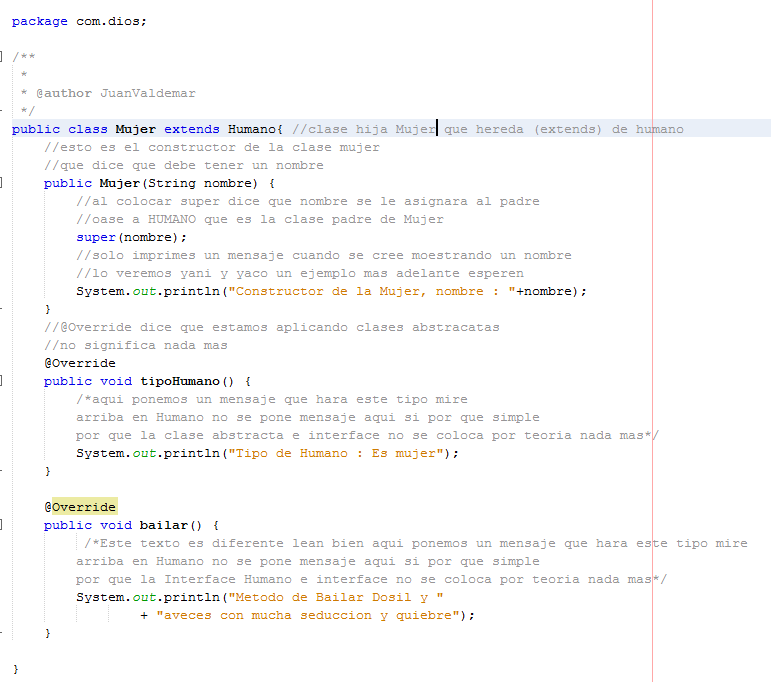 package com.dios;
/**
*
* @author JuanValdemar
*/
public class Mujer extends Humano{ //clase hija Mujer que hereda (extends) de humano
//esto es el constructor de la clase mujer
//que dice que debe tener un nombre
public Mujer(String nombre) {
//al colocar super dice que nombre se le asignara al padre
//oase a HUMANO que es la clase padre de Mujer
super(nombre);
//solo imprimes un mensaje cuando se cree moestrando un nombre
//lo veremos yani y yaco un ejemplo mas adelante esperen
System.out.println("Constructor de la Mujer, nombre : "+nombre);
}
//@Override dice que estamos aplicando clases abstracatas
//no significa nada mas
@Override
public void tipoHumano() {
/*aqui ponemos un mensaje que hara este tipo mire
arriba en Humano no se pone mensaje aqui si por que simple
por que la clase abstracta e interface no se coloca por teoria nada mas*/
System.out.println("Tipo de Humano : Es mujer");
}
@Override
public void bailar() {
/*Este texto es diferente lean bien aqui ponemos un mensaje que hara este tipo mire
arriba en Humano no se pone mensaje aqui si por que simple
por que la Interface Humano e interface no se coloca por teoria nada mas*/
System.out.println("Metodo de Bailar Dosil y "
+ "aveces con mucha seduccion y quiebre");
}
}